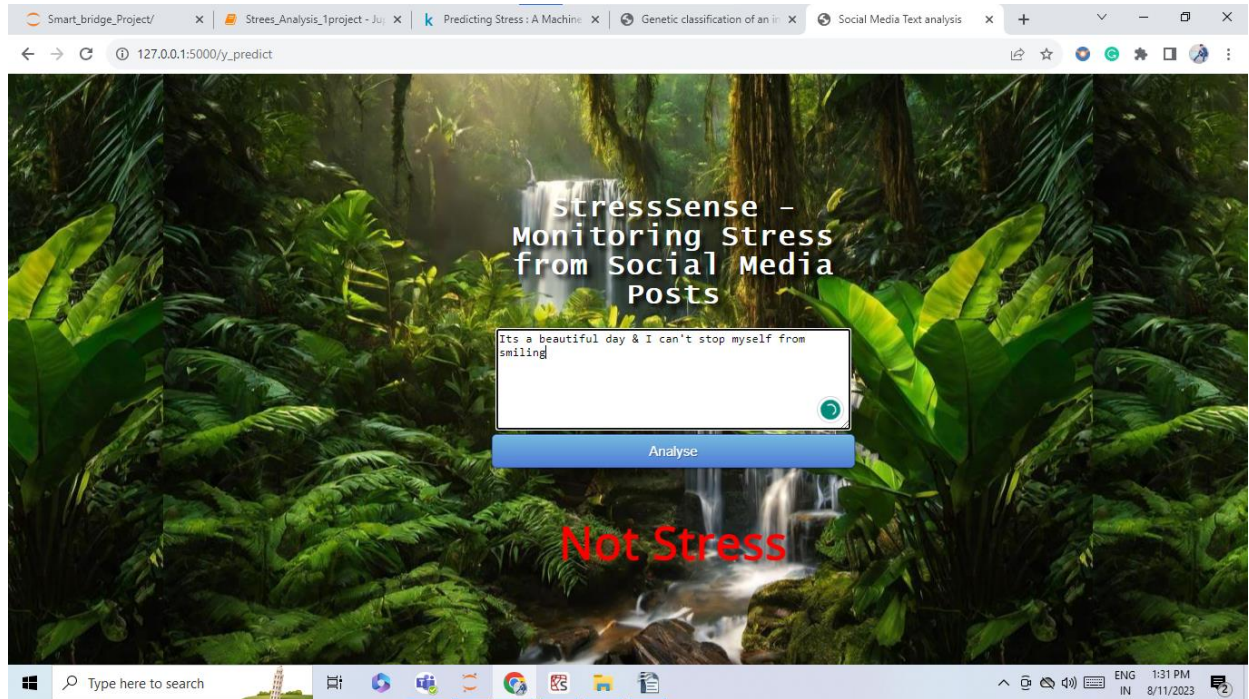 Smart_bridge_Project/
Strees_Analysis_1project - Ju
Predicting Stress : A Machine
Genetic classification of an in
Social Media Text analysis
127.0.0.1:5000/y_predict
StressSense -
Monitoring Stress
from Social Media
Posts
Its a beautiful day & I can't stop myself from
smiling
Analyse
Not Stress
Type here to search
ENG
IN
1:31 PM
8/11/2023
2